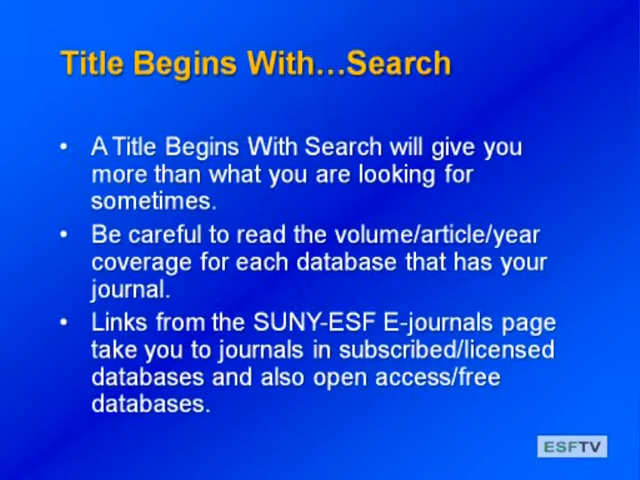 Title Begins With…Search
• A Title Begins With Search will give you
more than what you are looking for
sometimes.
• Be careful to read the volume/article/year
coverage for each database that has your
journal.
• Links from the SUNY-ESF E-journals page
take you to journals in subscribed/licensed
databases and also open access/free
databases.
ESFTV